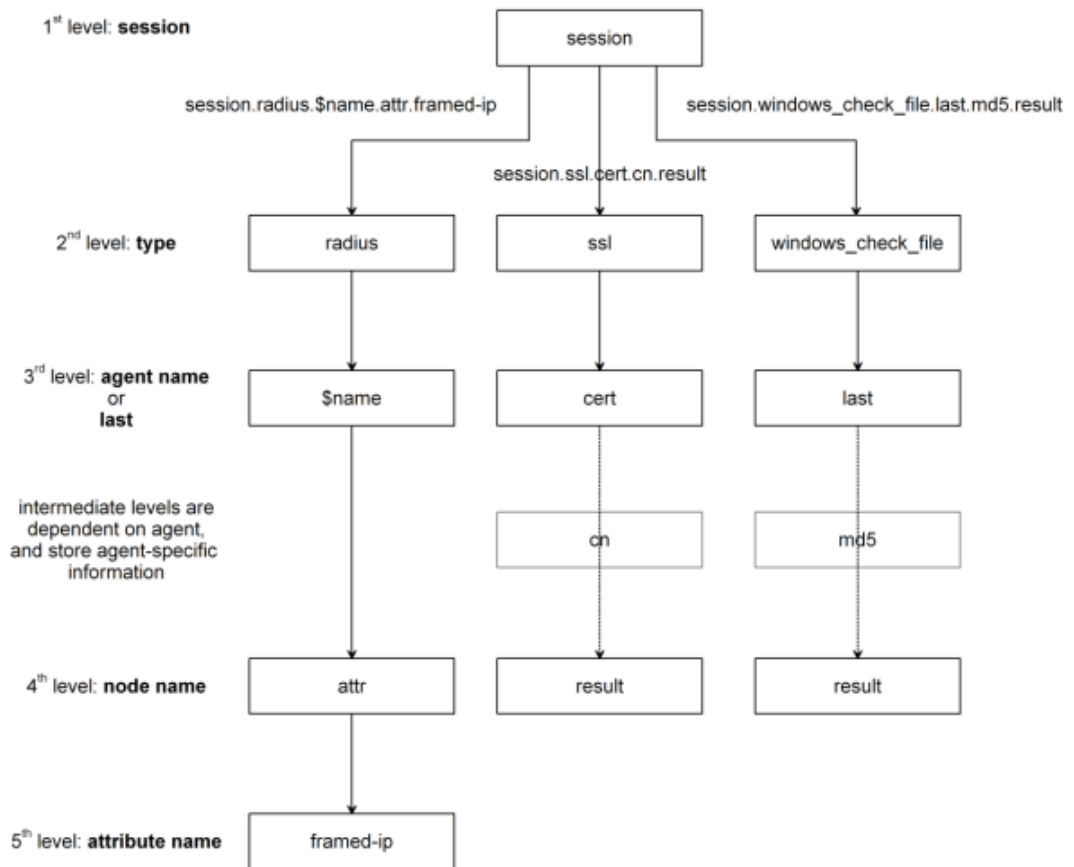 1st level: session
session
session.radius.$name.attr.framed-ip
session.windows_check_file.last.md5.result
session.ssl.cert.cn.result
2nd level: type
radius
ssl
windows_check_file
3rd level: agent name
or
last
$name
cert
last
intermediate levels are
dependent on agent,
and store agent-specific
information
cn
md5
4th level: node name
attr
result
result
5th level: attribute name
framed-ip